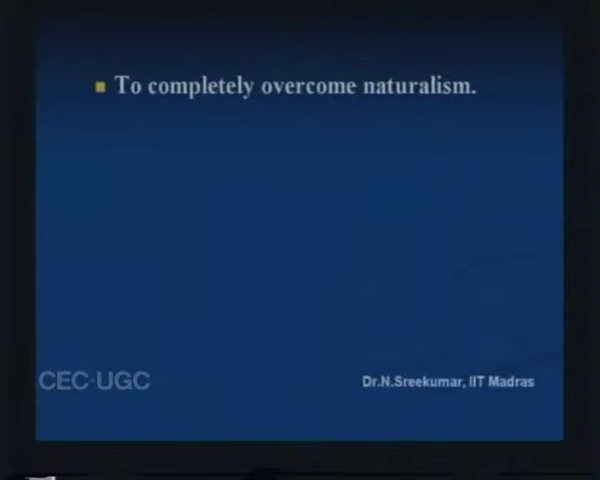 To completely overcome naturalism.
CEC-UGC
Dr.N.Sreekumar, IIT Madras